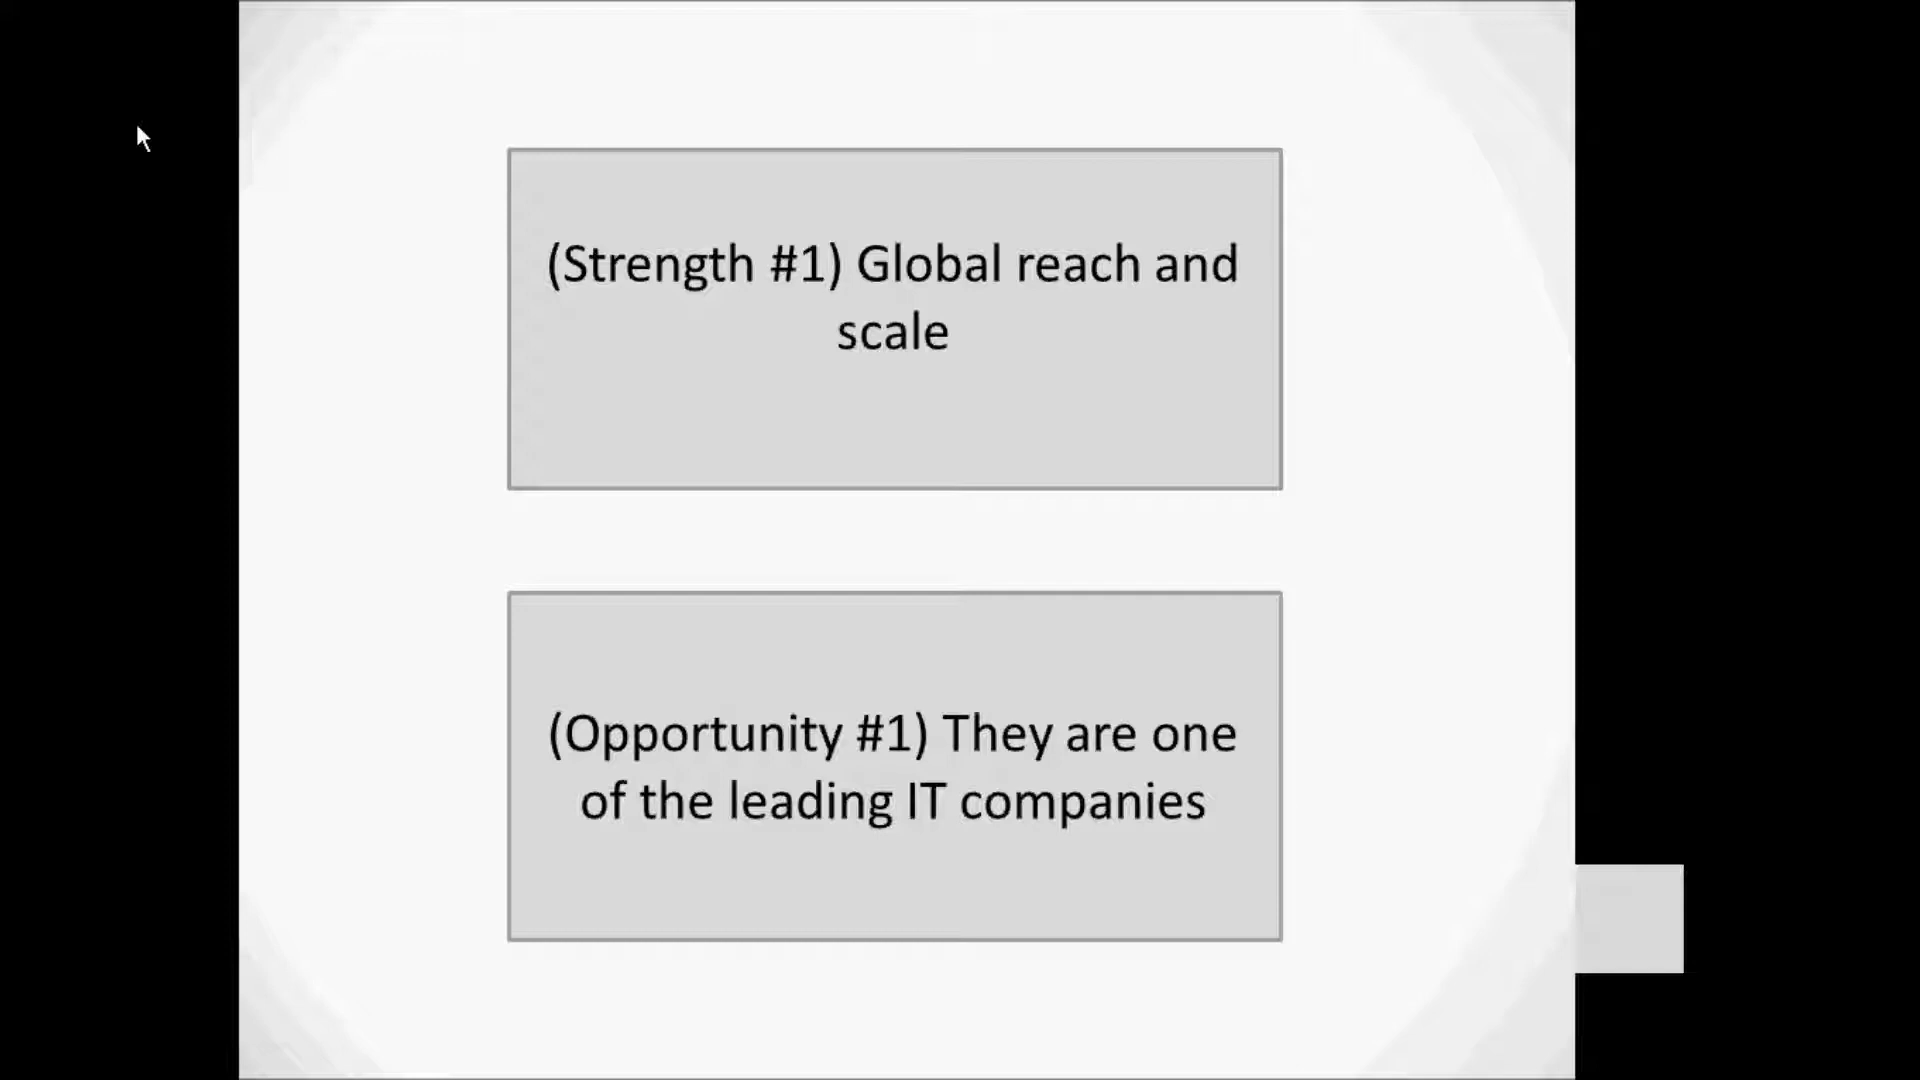 (Strength #1) Global reach and
scale
(Opportunity #1) They are one
of the leading IT companies